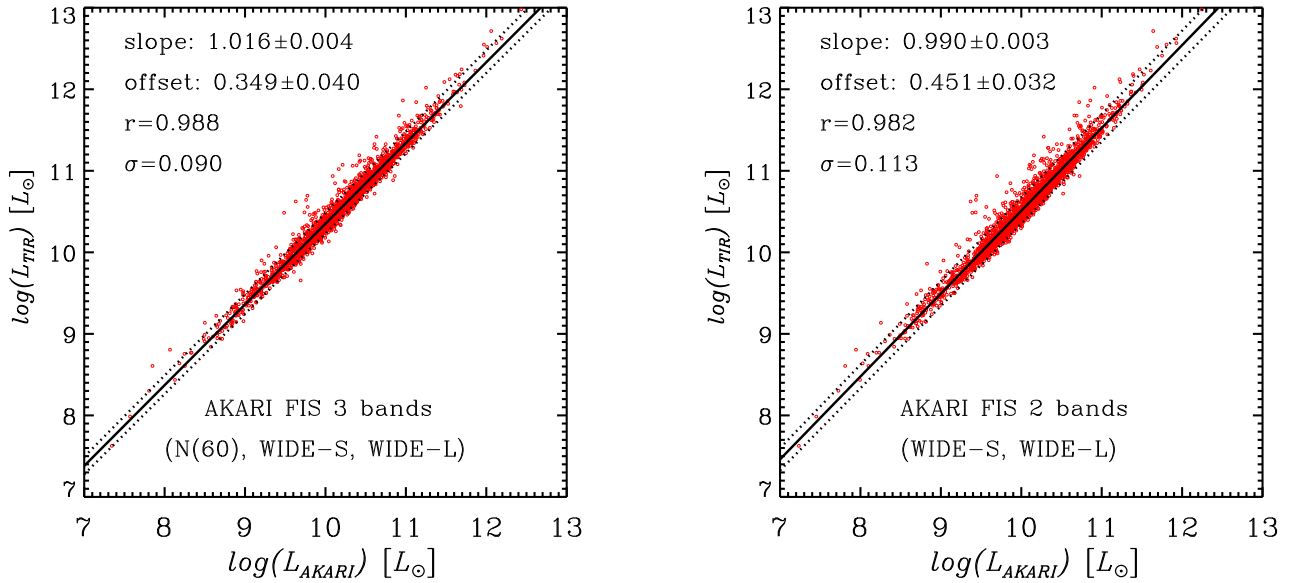 13
12
11
10
9
8
7
log(L_TIR) [L⊙]
slope: 1.016±0.004
offset: 0.349±0.040
r=0.988
σ=0.090
AKARI FIS 3 bands
(N(60), WIDE−S, WIDE−L)
7 8 9 10 11 12 13
log(L_AKARI) [L⊙]
13
12
11
10
9
8
7
log(L_TIR) [L⊙]
slope: 0.990±0.003
offset: 0.451±0.032
r=0.982
σ=0.113
AKARI FIS 2 bands
(WIDE−S, WIDE−L)
7 8 9 10 11 12 13
log(L_AKARI) [L⊙]